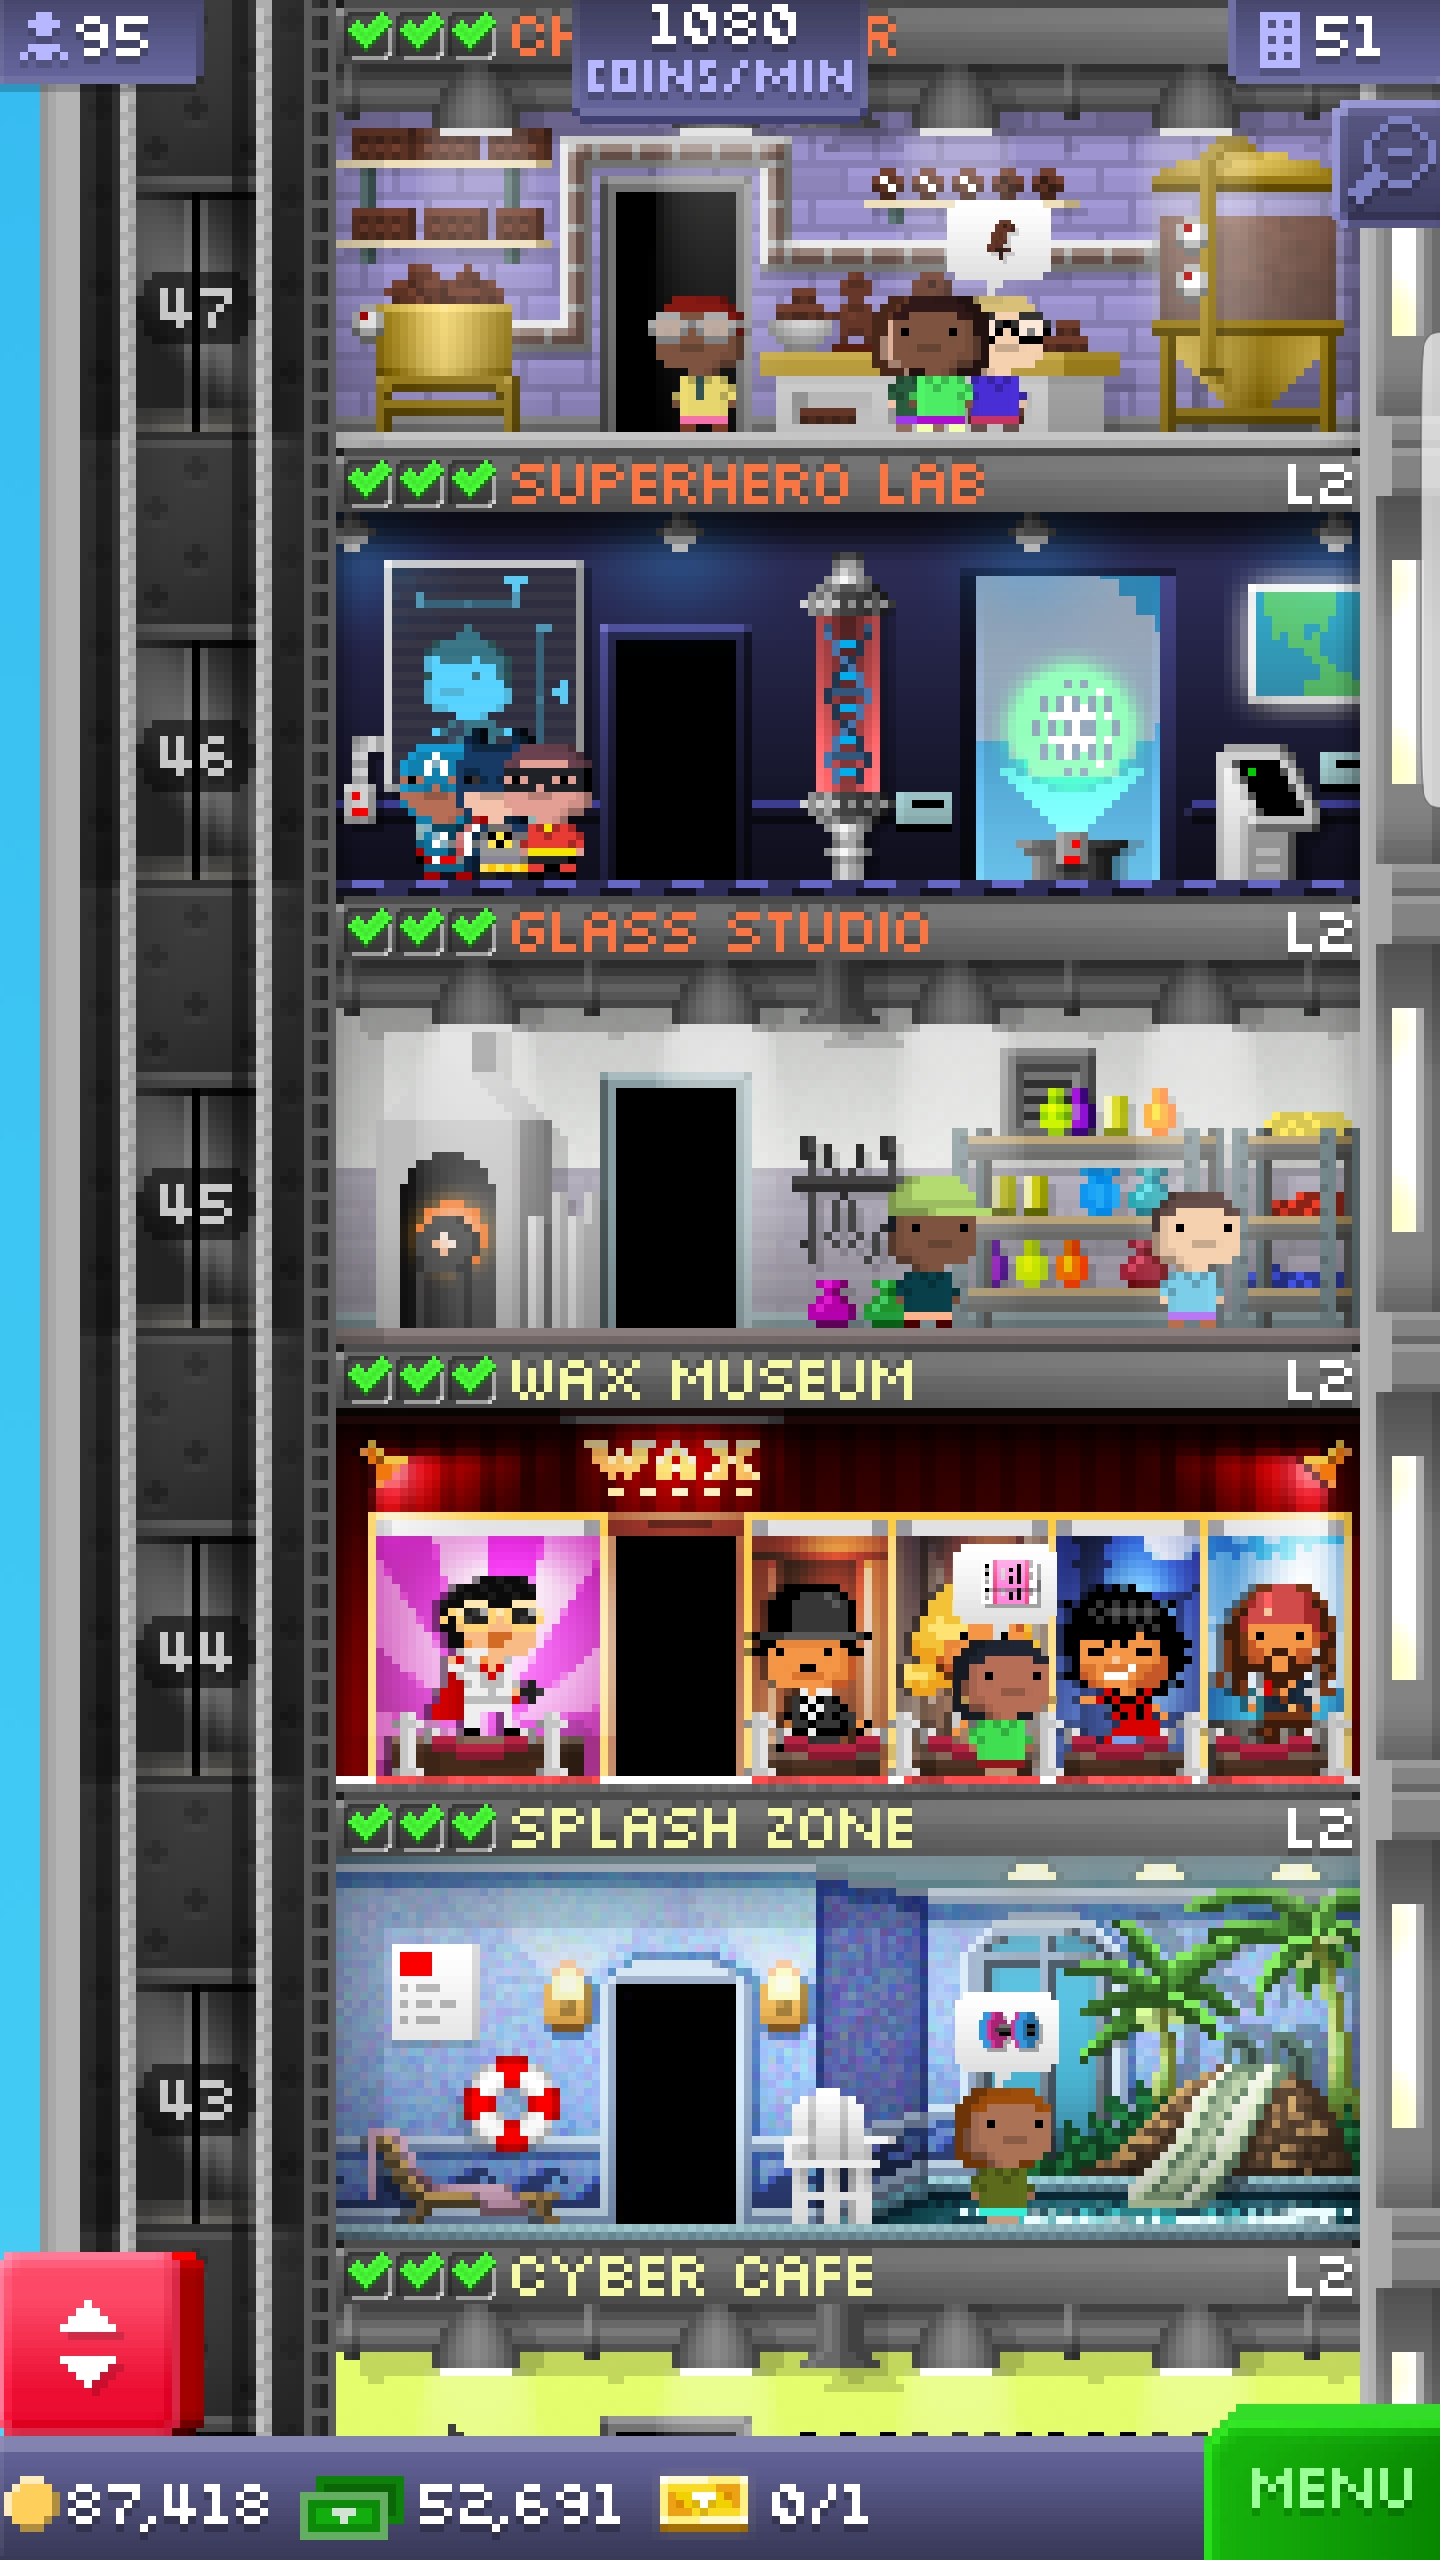 95
1080
COINS/MIN
51
CH R
47
SUPERHERO LAB L2
46
GLASS STUDIO L2
45
WAX MUSEUM L2
WAX
44
SPLASH ZONE L2
43
CYBER CAFE L2
87,418 52,691 0/1
MENU